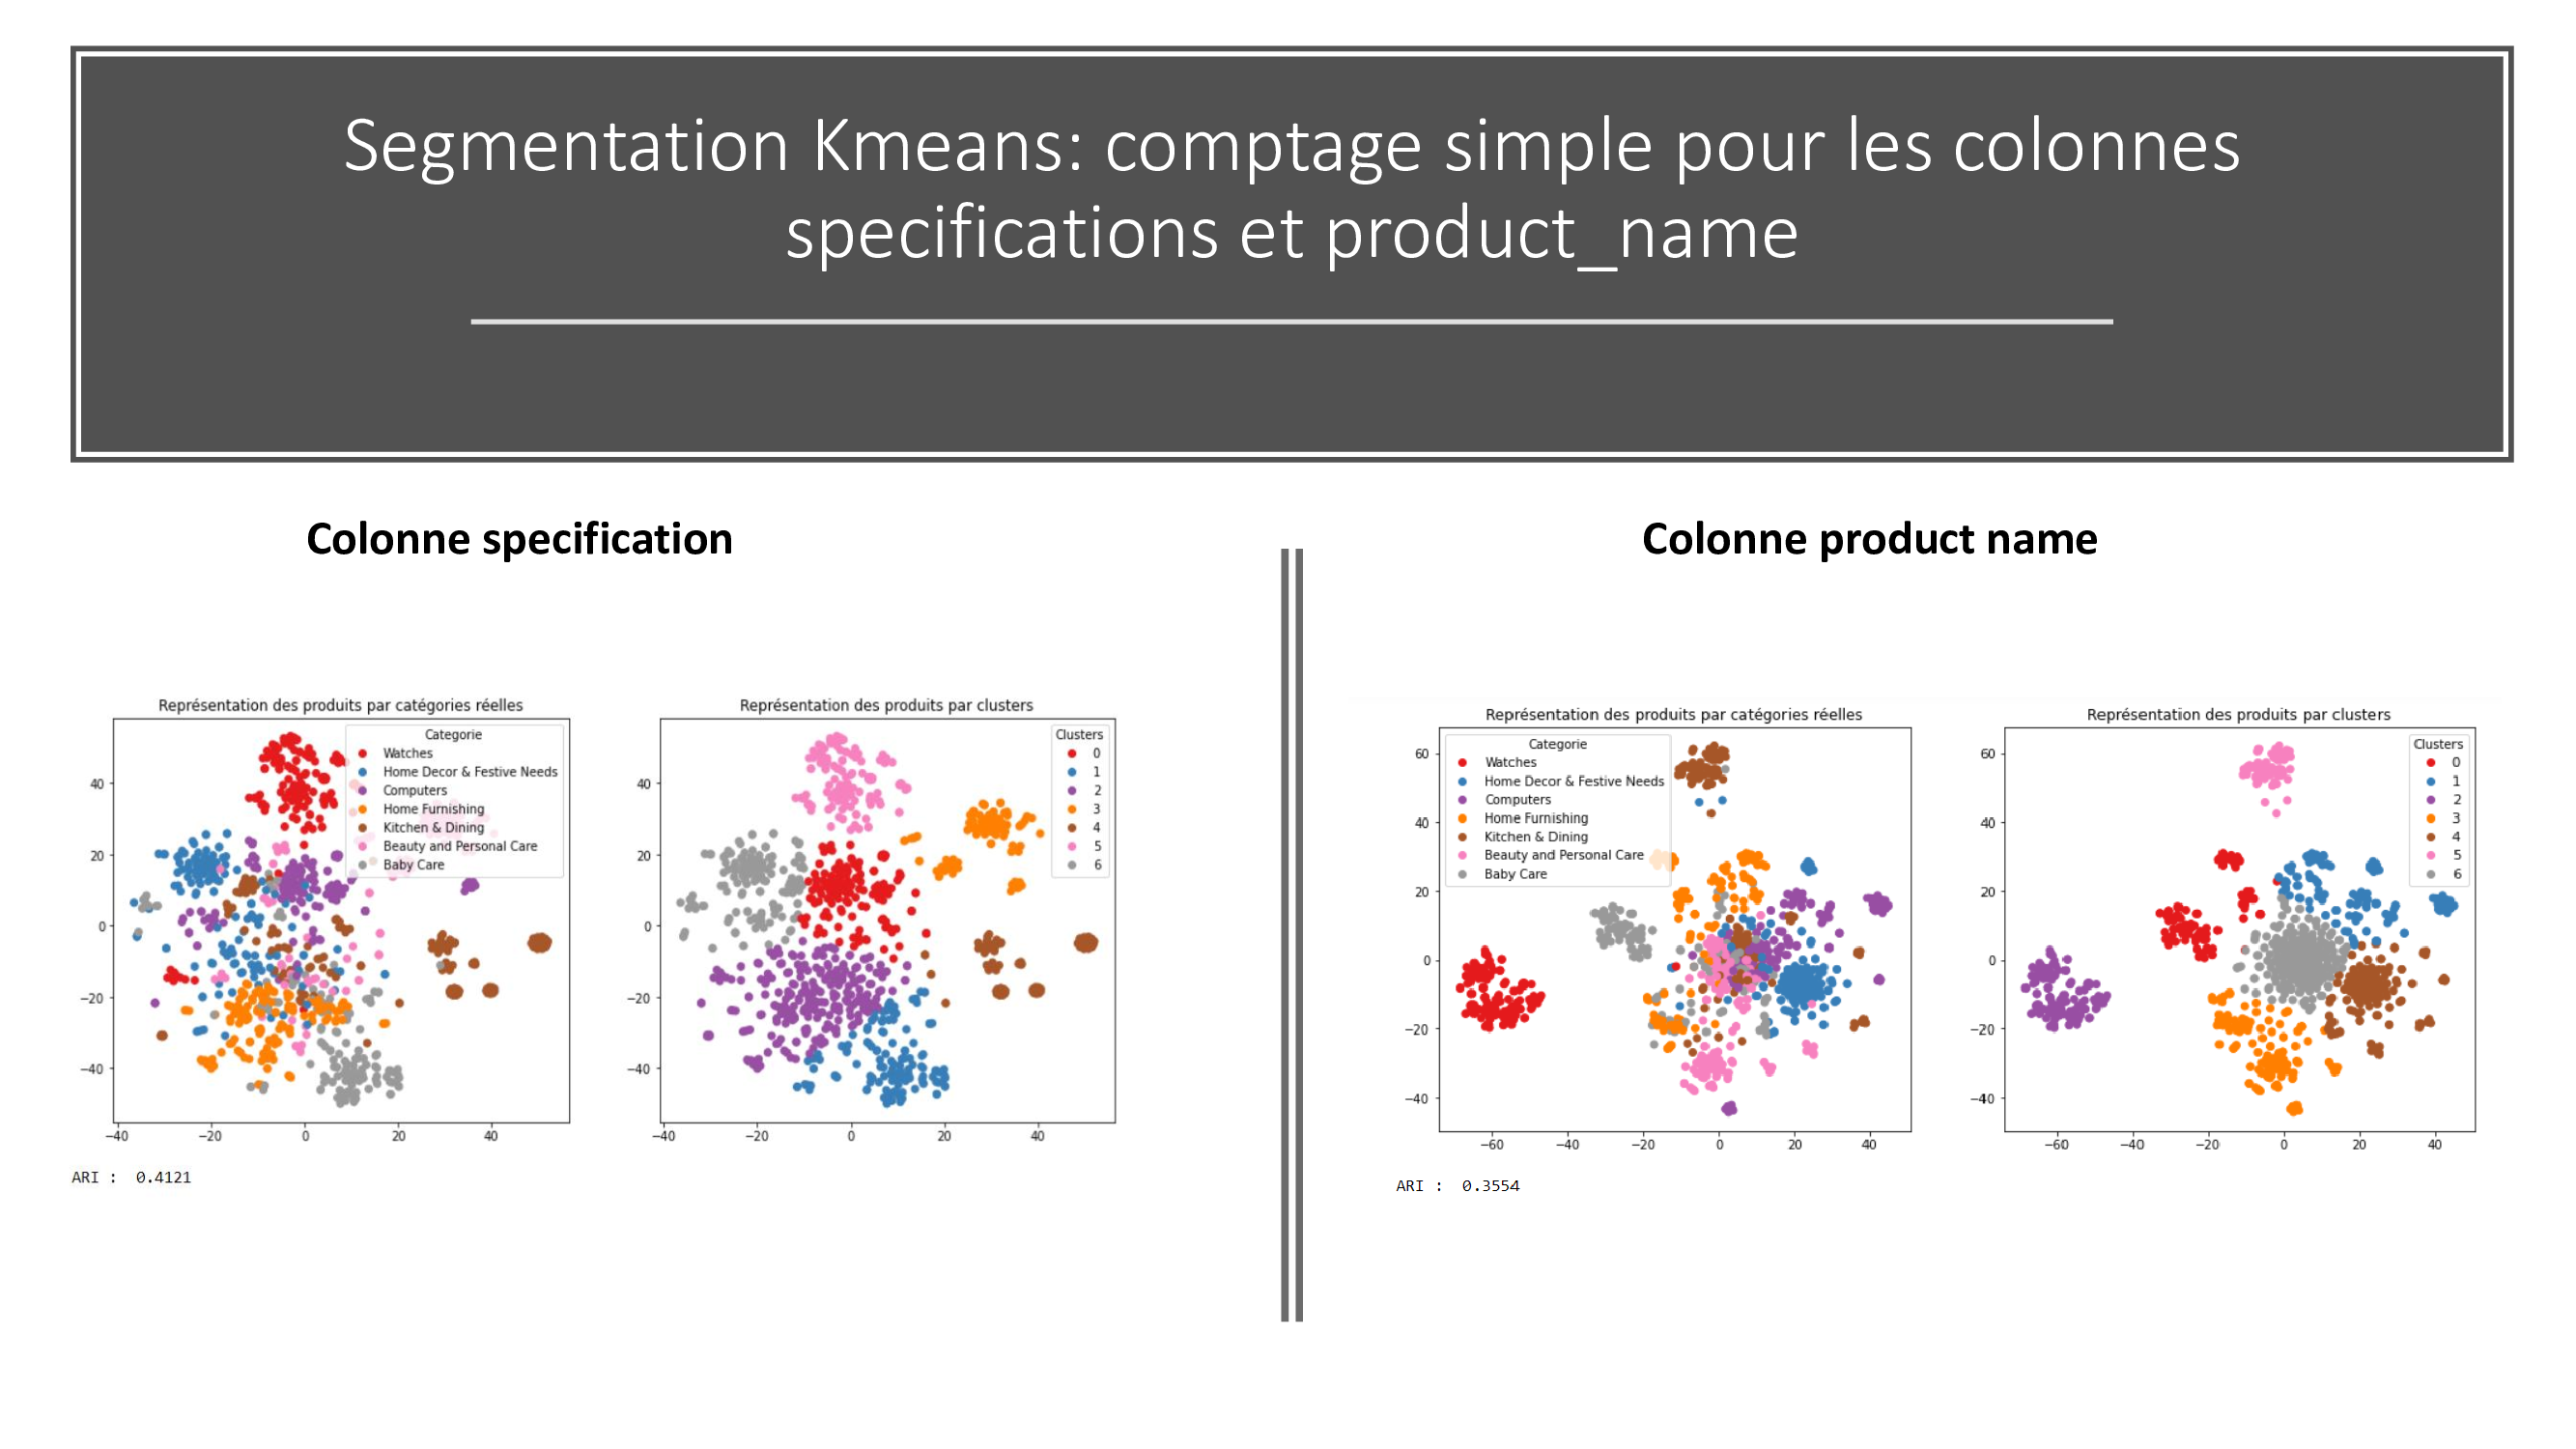 Segmentation Kmeans: comptage simple pour les colonnes
specifications et product_name
Colonne specification
Colonne product name
Représentation des produits par catégories réelles
Categorie
Watches
Home Decor & Festive Needs
Computers
Home Furnishing
Kitchen & Dining
Beauty and Personal Care
Baby Care
40
20
0
−20
−40
−40
−20
0
20
40
ARI : 0.4121
Représentation des produits par clusters
Clusters
0
1
2
3
4
5
6
40
20
0
−20
−40
−40
−20
0
20
40
Représentation des produits par catégories réelles
Categorie
Watches
Home Decor & Festive Needs
Computers
Home Furnishing
Kitchen & Dining
Beauty and Personal Care
Baby Care
60
40
20
0
−20
−40
−60
−40
−20
0
20
40
ARI : 0.3554
Représentation des produits par clusters
Clusters
0
1
2
3
4
5
6
60
40
20
0
−20
−40
−60
−40
−20
0
20
40